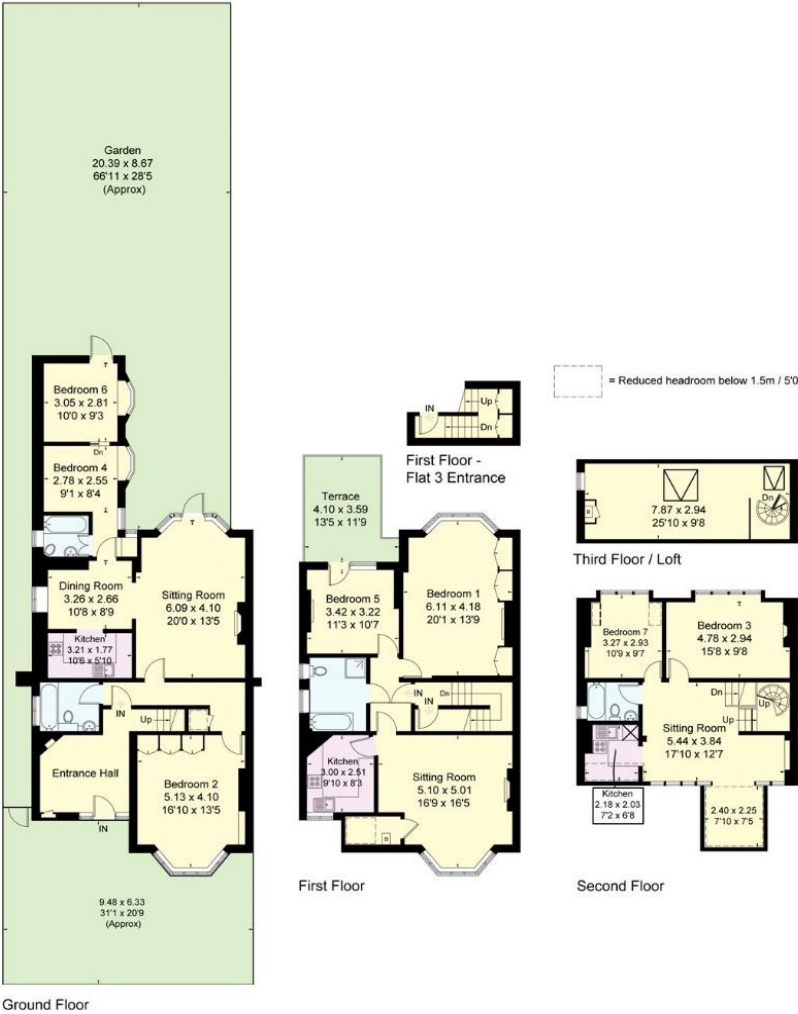 Garden
20.39 x 8.67
66'11 x 28'5
(Approx)
Bedroom 6
3.05 x 2.81
10'0 x 9'3
Dn
Bedroom 4
2.78 x 2.55
9'1 x 8'4
Dining Room
3.26 x 2.66
10'8 x 8'9
Sitting Room
6.09 x 4.10
20'0 x 13'5
Kitchen
3.21 x 1.77
10'6 x 5'10
IN
Up
Entrance Hall
Bedroom 2
5.13 x 4.10
16'10 x 13'5
IN
9.48 x 6.33
31'1 x 20'9
(Approx)
Ground Floor
IN
Up
Dn
First Floor -
Flat 3 Entrance
Terrace
4.10 x 3.59
13'5 x 11'9
Bedroom 5
3.42 x 3.22
11'3 x 10'7
Bedroom 1
6.11 x 4.18
20'1 x 13'9
IN
Dn
IN
Kitchen
3.00 x 2.51
9'10 x 8'3
Sitting Room
5.10 x 5.01
16'9 x 16'5
B
First Floor
= Reduced headroom below 1.5m / 5'0
7.87 x 2.94
25'10 x 9'8
B
Dn
Third Floor / Loft
Bedroom 7
3.27 x 2.93
10'9 x 9'7
Bedroom 3
4.78 x 2.94
15'8 x 9'8
Dn
Up
Up
Sitting Room
5.44 x 3.84
17'10 x 12'7
Kitchen
2.18 x 2.03
7'2 x 6'8
2.40 x 2.25
7'10 x 7'5
Second Floor